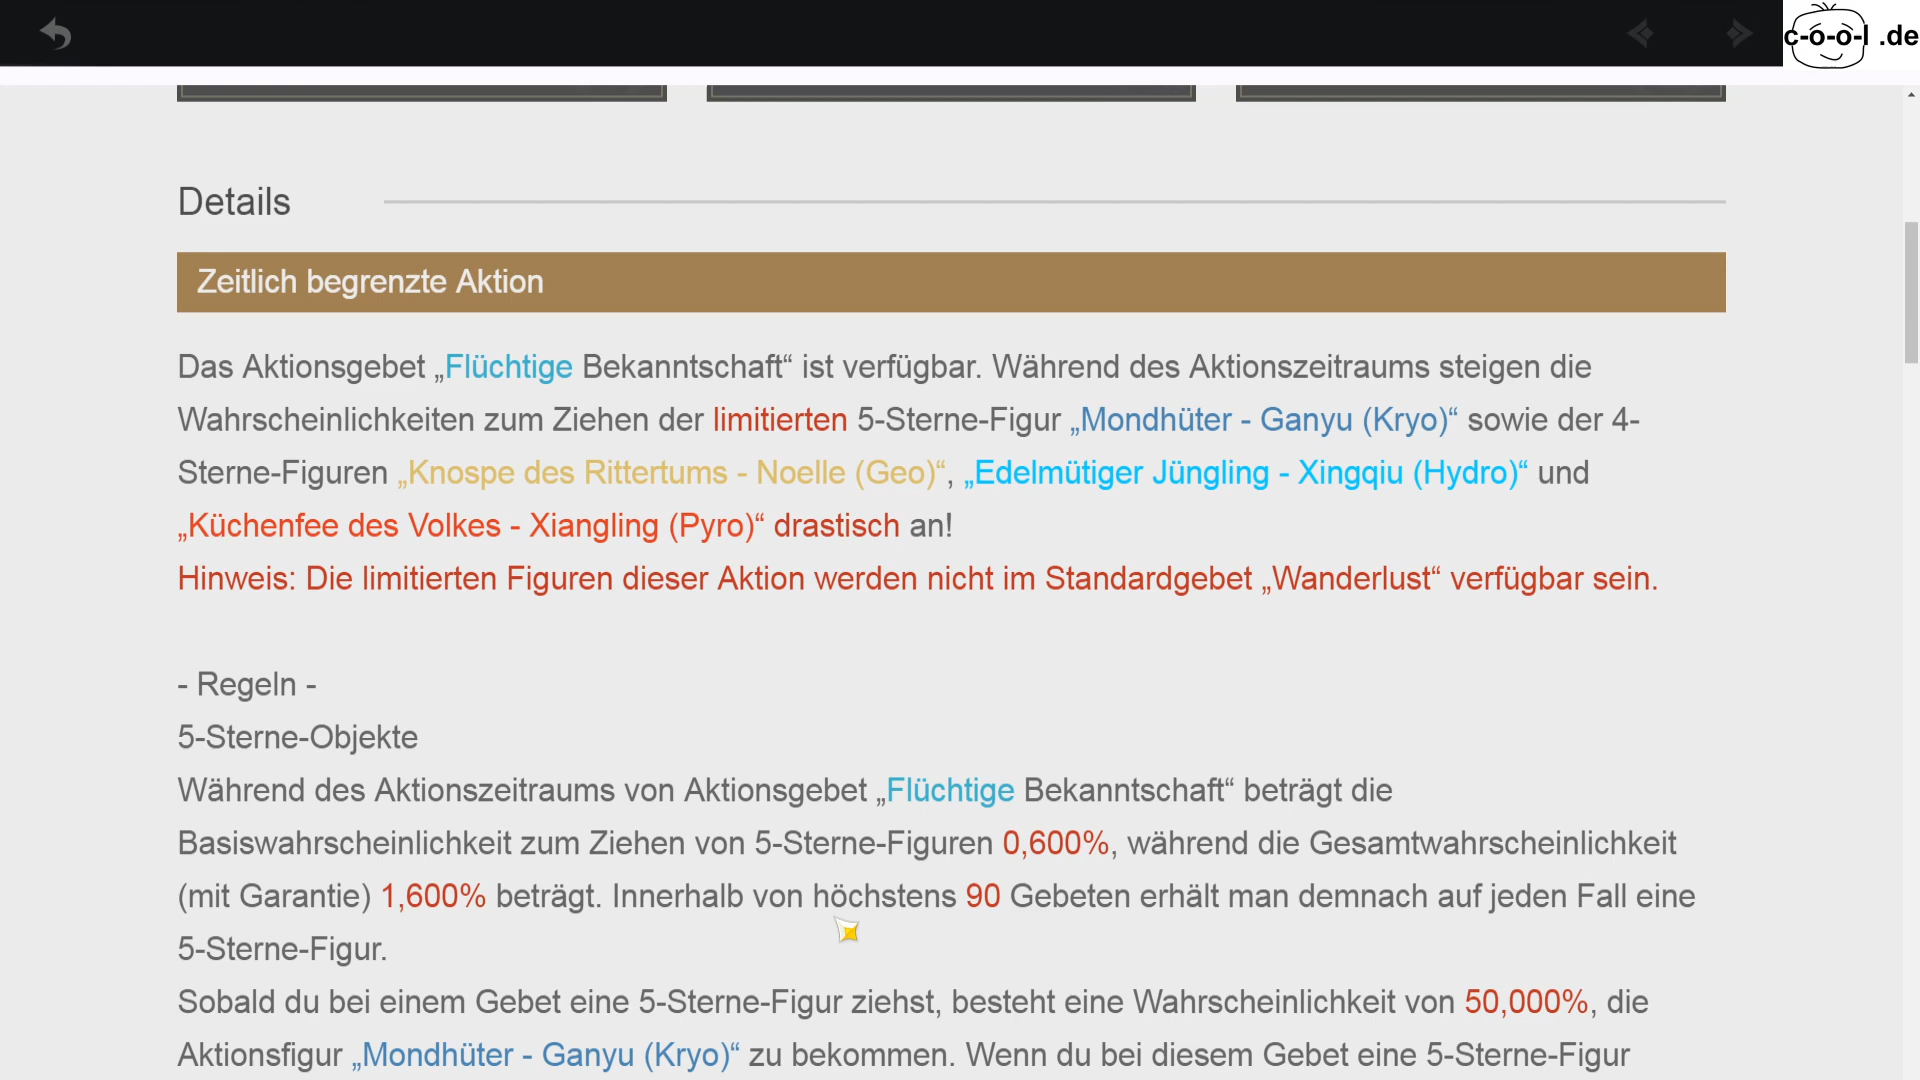 c-o-o-l .de
Details
Zeitlich begrenzte Aktion
Das Aktionsgebet „Flüchtige Bekanntschaft“ ist verfügbar. Während des Aktionszeitraums steigen die
Wahrscheinlichkeiten zum Ziehen der limitierten 5-Sterne-Figur „Mondhüter - Ganyu (Kryo)“ sowie der 4-
Sterne-Figuren „Knospe des Rittertums - Noelle (Geo)“, „Edelmütiger Jüngling - Xingqiu (Hydro)“ und
„Küchenfee des Volkes - Xiangling (Pyro)“ drastisch an!
Hinweis: Die limitierten Figuren dieser Aktion werden nicht im Standardgebet „Wanderlust“ verfügbar sein.
- Regeln -
5-Sterne-Objekte
Während des Aktionszeitraums von Aktionsgebet „Flüchtige Bekanntschaft“ beträgt die
Basiswahrscheinlichkeit zum Ziehen von 5-Sterne-Figuren 0,600%, während die Gesamtwahrscheinlichkeit
(mit Garantie) 1,600% beträgt. Innerhalb von höchstens 90 Gebeten erhält man demnach auf jeden Fall eine
5-Sterne-Figur.
Sobald du bei einem Gebet eine 5-Sterne-Figur ziehst, besteht eine Wahrscheinlichkeit von 50,000%, die
Aktionsfigur „Mondhüter - Ganyu (Kryo)“ zu bekommen. Wenn du bei diesem Gebet eine 5-Sterne-Figur